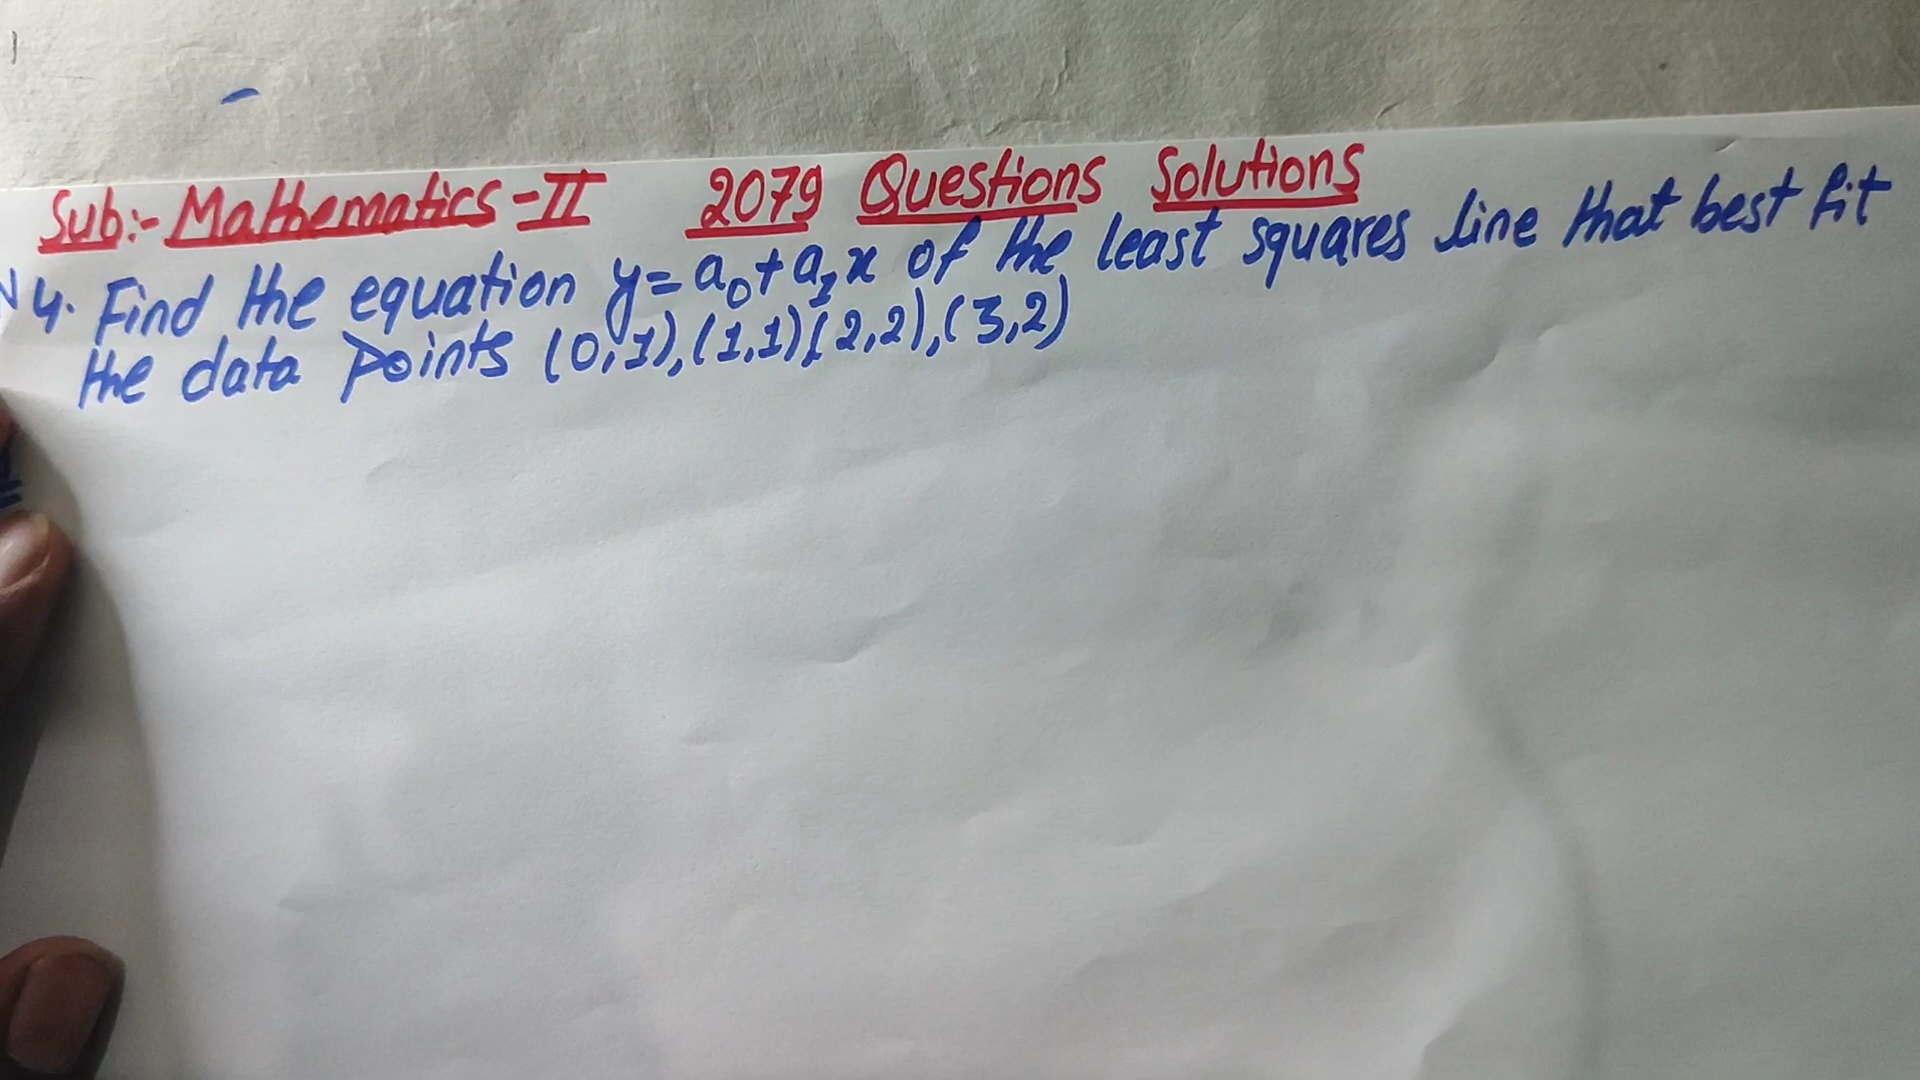 Sub:- Mathematics-II 2079 Questions Solutions
4. Find the equation y=a₀+a₁x of the least squares line that best fit
the data points (0,1),(1,1)(2,2),(3,2)